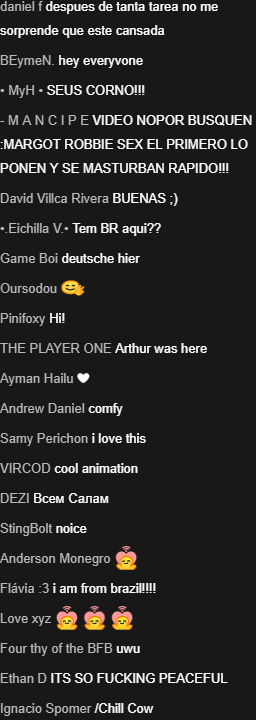 daniel f despues de tanta tarea no me
sorprende que este cansada
BEymeN. hey everyvone
• MyH • SEUS CORNO!!!
- M A N C I P E VIDEO NOPOR BUSQUEN
:MARGOT ROBBIE SEX EL PRIMERO LO
PONEN Y SE MASTURBAN RAPIDO!!!
David Villca Rivera BUENAS ;)
•.Eichilla V.• Tem BR aqui??
Game Boi deutsche hier
Oursodou
Pinifoxy Hi!
THE PLAYER ONE Arthur was here
Ayman Hailu
Andrew Daniel comfy
Samy Perichon i love this
VIRCOD cool animation
DEZI Всем Салам
StingBolt noice
Anderson Monegro
Flávia :3 i am from brazil!!!!
Love xyz
Four thy of the BFB uwu
Ethan D ITS SO FUCKING PEACEFUL
Ignacio Spomer /Chill Cow